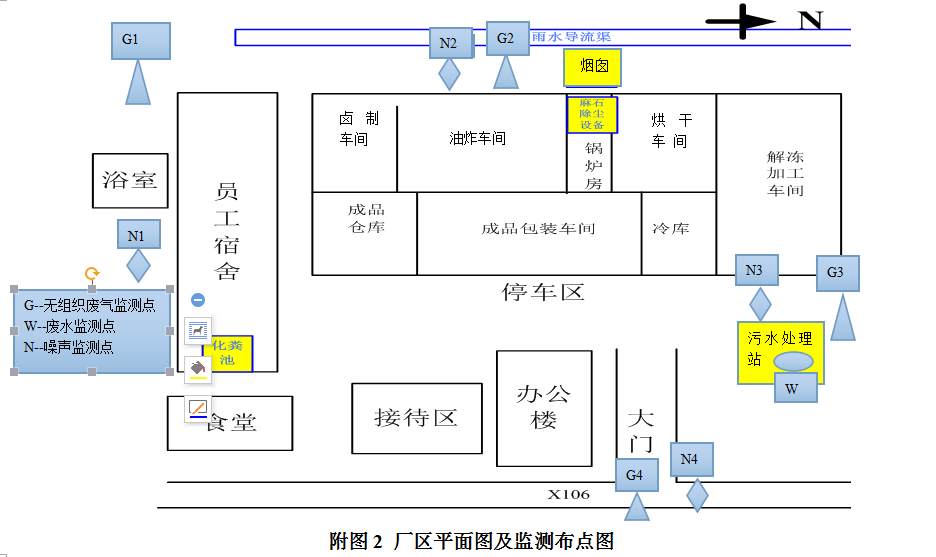 N
G1
N2
G2
雨水导流渠
烟囱
麻石
除尘
设备
卤 制
车间
油炸车间
烘 干
车 间
锅
炉
房
解冻
加工
车间
浴室
员
工
宿
舍
成品
仓库
成品包装车间
冷库
N1
N3
G3
停车区
G--无组织废气监测点
W--废水监测点
N--噪声监测点
化粪
池
污水处理
站
W
食堂
接待区
办公
楼
大
门
G4
N4
X106
附图 2 厂区平面图及监测布点图